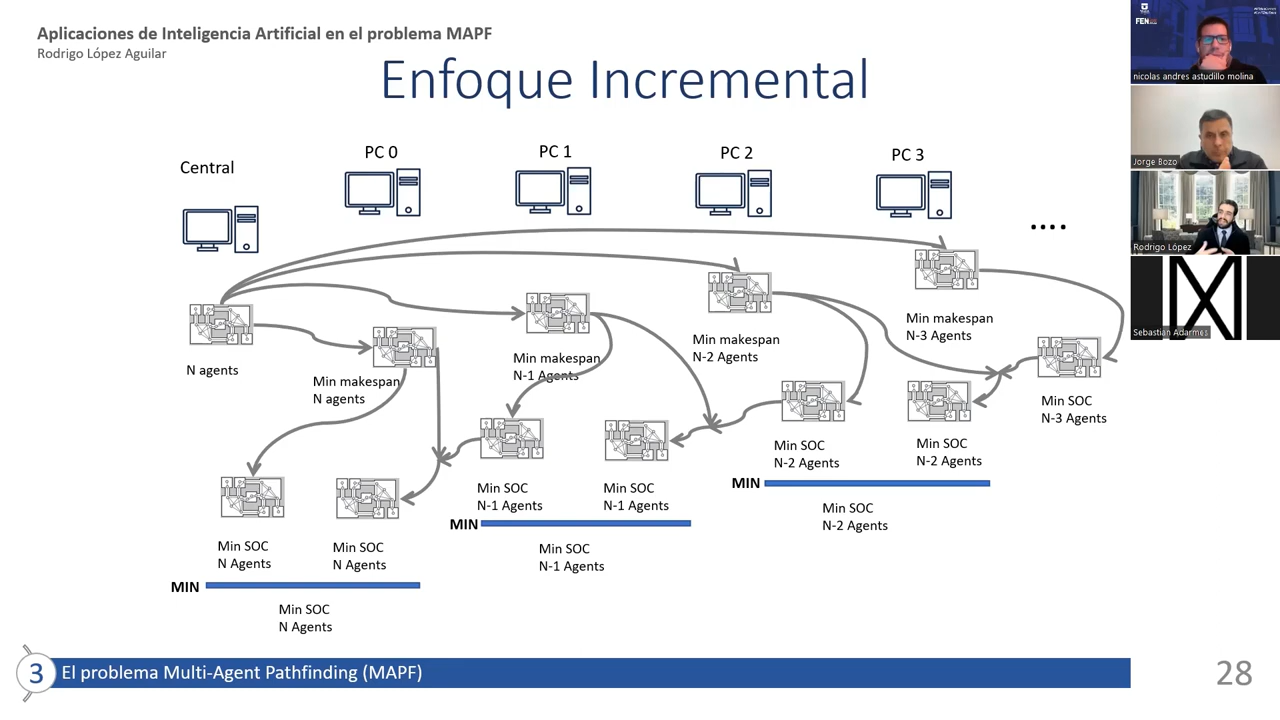 Aplicaciones de Inteligencia Artificial en el problema MAPF
Rodrigo López Aguilar
Enfoque Incremental
Central
PC 0
PC 1
PC 2
PC 3
....
N agents
Min makespan
N agents
Min makespan
N-1 Agents
Min makespan
N-2 Agents
Min makespan
N-3 Agents
Min SOC
N-3 Agents
Min SOC
N-2 Agents
Min SOC
N-2 Agents
MIN
Min SOC
N-2 Agents
Min SOC
N-1 Agents
Min SOC
N-1 Agents
MIN
Min SOC
N-1 Agents
Min SOC
N Agents
Min SOC
N Agents
MIN
Min SOC
N Agents
3
El problema Multi-Agent Pathfinding (MAPF)
28
FEN
nicolas andres astudillo molina
Jorge Bozo
Rodrigo López
Sebastián Adarmes